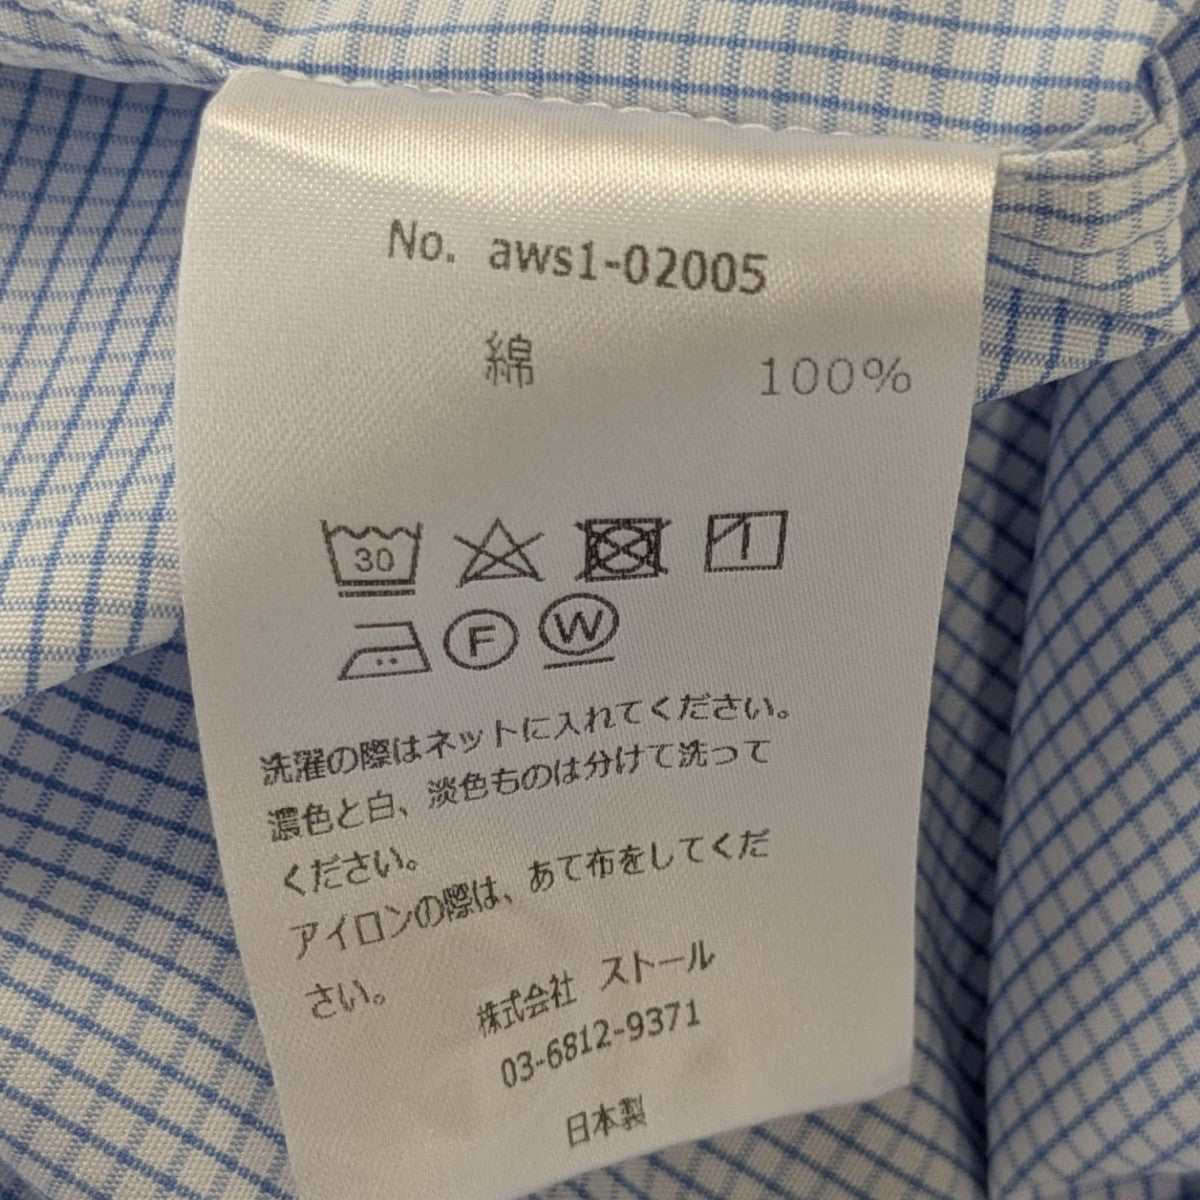 No. aws1-02005
綿 100%
30
F W
洗濯の際はネットに入れてください。
濃色と白、淡色ものは分けて洗って
ください。
アイロンの際は、あて布をしてくだ
さい。
株式会社 ストール
03-6812-9371
日本製